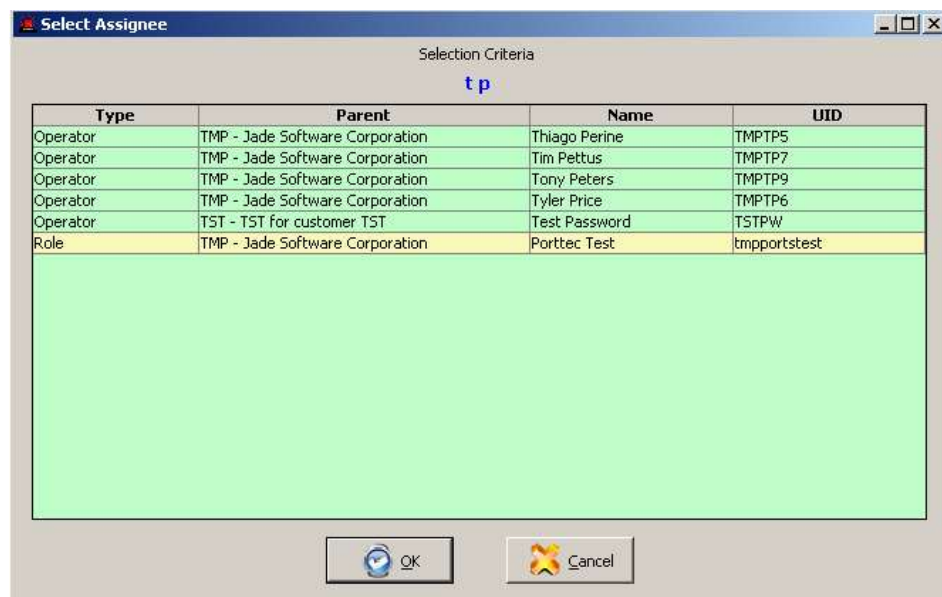 Select Assignee
Selection Criteria
t p
Type Parent Name UID
Operator TMP - Jade Software Corporation Thiago Perine TMPTP5
Operator TMP - Jade Software Corporation Tim Pettus TMPTP7
Operator TMP - Jade Software Corporation Tony Peters TMPTP9
Operator TMP - Jade Software Corporation Tyler Price TMPTP6
Operator TST - TST for customer TST Test Password TSTPW
Role TMP - Jade Software Corporation Porttec Test tmpportstest
OK Cancel